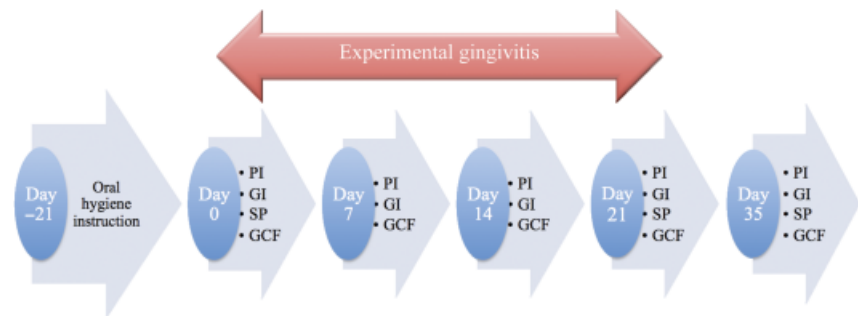 Experimental gingivitis
Day
–21
Oral
hygiene
instruction
Day
0
• PI
• GI
• SP
• GCF
Day
7
• PI
• GI
• GCF
Day
14
• PI
• GI
• GCF
Day
21
• PI
• GI
• SP
• GCF
Day
35
• PI
• GI
• SP
• GCF